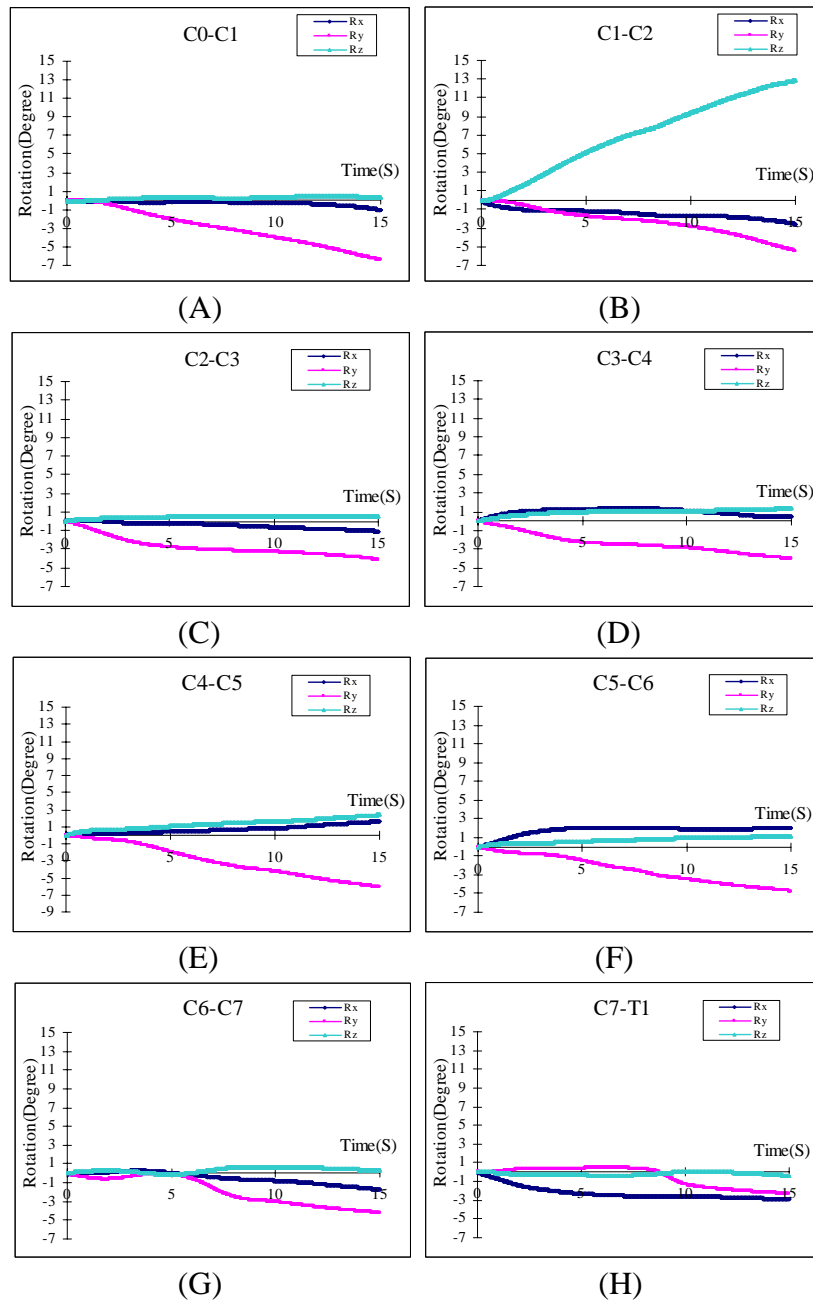 C0-C1
Rx
Ry
Rz
Rotation(Degree)
15
13
11
9
7
5
3
1
-1
-3
-5
-7
0
5
10
15
Time(S)
(A)
C1-C2
Rx
Ry
Rz
Rotation(Degree)
15
13
11
9
7
5
3
1
-1
-3
-5
-7
0
5
10
15
Time(S)
(B)
C2-C3
Rx
Ry
Rz
Rotation(Degree)
15
13
11
9
7
5
3
1
-1
-3
-5
-7
0
5
10
15
Time(S)
(C)
C3-C4
Rx
Ry
Rz
Rotation(Degree)
15
13
11
9
7
5
3
1
-1
-3
-5
-7
0
5
10
15
Time(S)
(D)
C4-C5
Rx
Ry
Rz
Rotation(Degree)
15
13
11
9
7
5
3
1
-1
-3
-5
-7
-9
0
5
10
15
Time(S)
(E)
C5-C6
Rx
Ry
Rz
Rotation(Degree)
15
13
11
9
7
5
3
1
-1
-3
-5
-7
0
5
10
15
Time(S)
(F)
C6-C7
Rx
Ry
Rz
Rotation(Degree)
15
13
11
9
7
5
3
1
-1
-3
-5
-7
0
5
10
15
Time(S)
(G)
C7-T1
Rx
Ry
Rz
Rotation(Degree)
15
13
11
9
7
5
3
1
-1
-3
-5
-7
0
5
10
15
Time(S)
(H)